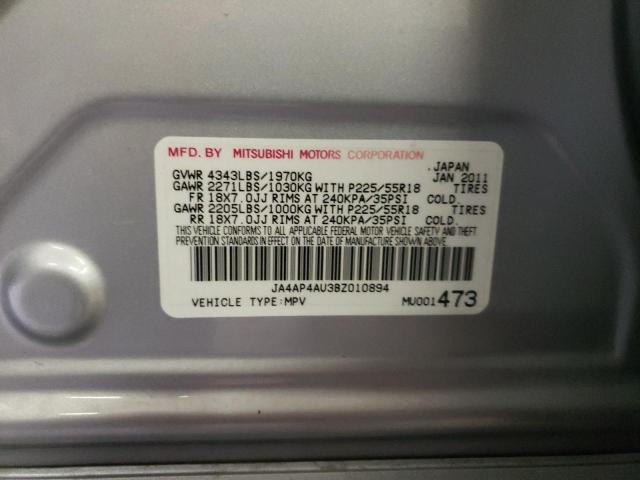 MFD. BY MITSUBISHI MOTORS CORPORATION
JAPAN
GVWR 4343LBS/1970KG JAN 2011
GAWR 2271LBS/1030KG WITH P225/55R18 TIRES
FR 18X7.0JJ RIMS AT 240KPA/35PSI COLD.
GAWR 2205LBS/1000KG WITH P225/55R18 TIRES
RR 18X7.0JJ RIMS AT 240KPA/35PSI COLD.
THIS VEHICLE CONFORMS TO ALL APPLICABLE FEDERAL MOTOR VEHICLE SAFETY AND THEFT
PREVENTION STANDARDS IN EFFECT ON THE DATE OF MANUFACTURE SHOWN ABOVE.
JA4AP4AU3BZ010894
VEHICLE TYPE:MPV MU001473